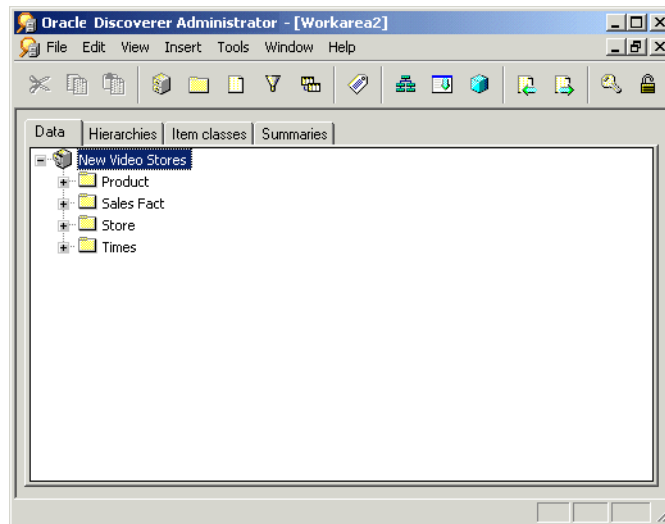 Oracle Discoverer Administrator - [Workarea2]
File Edit View Insert Tools Window Help
Data Hierarchies Item classes Summaries
New Video Stores
Product
Sales Fact
Store
Times